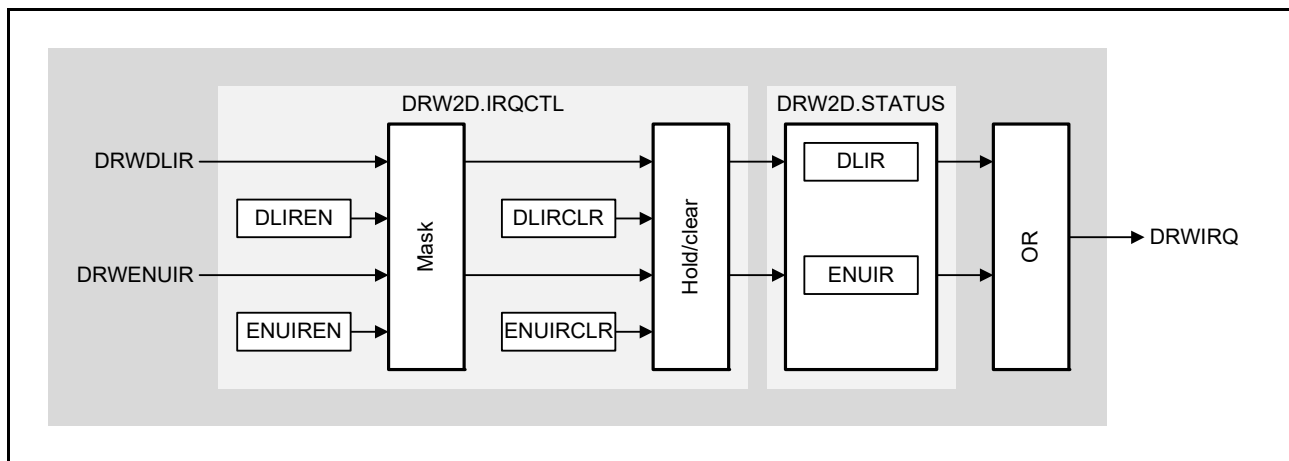 DRW2D.IRQCTL
DRW2D.STATUS
DRWDLIR
DLIR
DLIREN
DLIRCLR
Mask
Hold/clear
OR
DRWIRQ
DRWENUIR
ENUIR
ENUIREN
ENUIRCLR